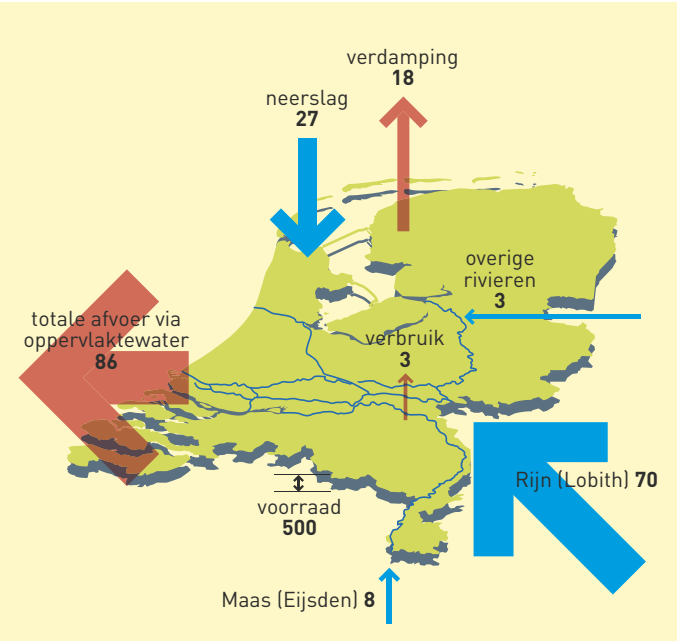 verdamping
18
neerslag
27
overige
rivieren
3
totale afvoer via
oppervlaktewater
86
verbruik
3
Rijn (Lobith) 70
voorraad
500
Maas (Eijsden) 8